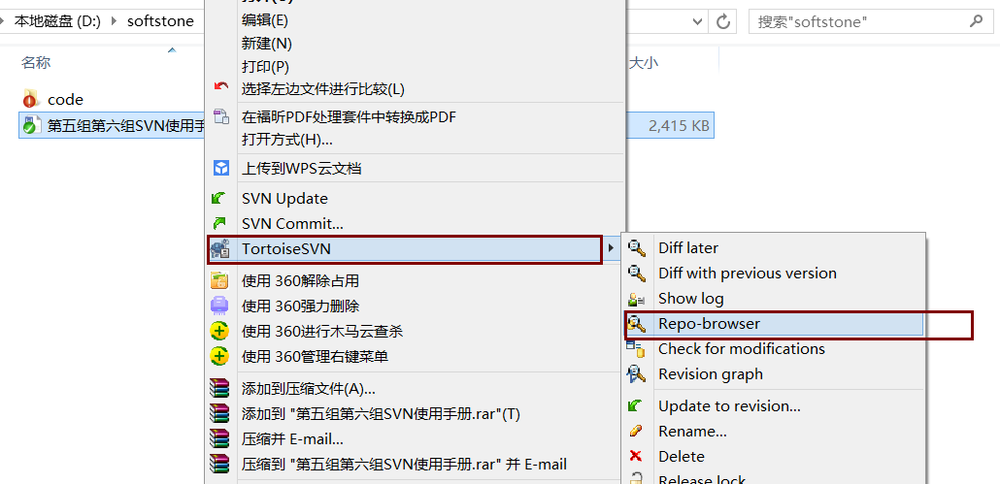 本地磁盘 (D:) softstone
搜索"softstone"
名称
大小
code
第五组第六组SVN使用手
2,415 KB
编辑(E)
新建(N)
打印(P)
选择左边文件进行比较(L)
在福昕PDF处理套件中转换成PDF
打开方式(H)...
上传到WPS云文档
SVN Update
SVN Commit...
TortoiseSVN
使用 360解除占用
使用 360强力删除
使用 360进行木马云查杀
使用 360管理右键菜单
添加到压缩文件(A)...
添加到 "第五组第六组SVN使用手册.rar"(T)
压缩并 E-mail...
压缩到 "第五组第六组SVN使用手册.rar" 并 E-mail
Diff later
Diff with previous version
Show log
Repo-browser
Check for modifications
Revision graph
Update to revision...
Rename...
Delete
Release lock